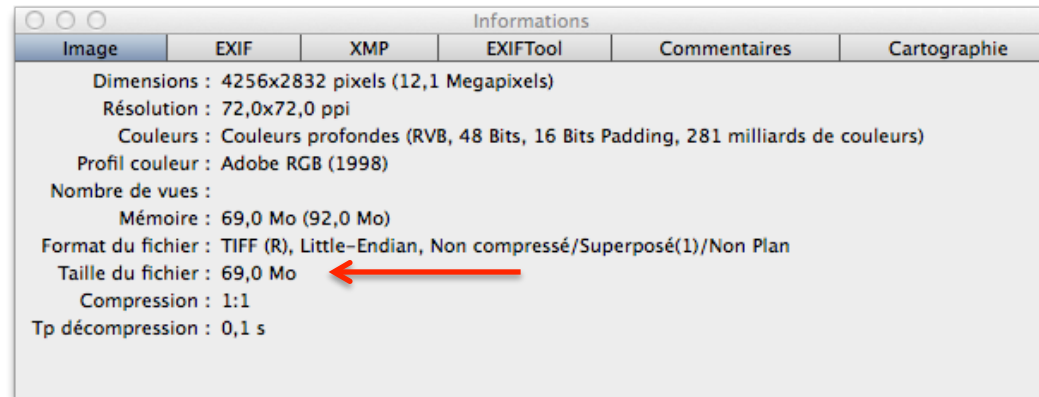 Informations
Image EXIF XMP EXIFTool Commentaires Cartographie
Dimensions : 4256x2832 pixels (12,1 Megapixels)
Résolution : 72,0x72,0 ppi
Couleurs : Couleurs profondes (RVB, 48 Bits, 16 Bits Padding, 281 milliards de couleurs)
Profil couleur : Adobe RGB (1998)
Nombre de vues :
Mémoire : 69,0 Mo (92,0 Mo)
Format du fichier : TIFF (R), Little-Endian, Non compressé/Superposé(1)/Non Plan
Taille du fichier : 69,0 Mo
Compression : 1:1
Tp décompression : 0,1 s